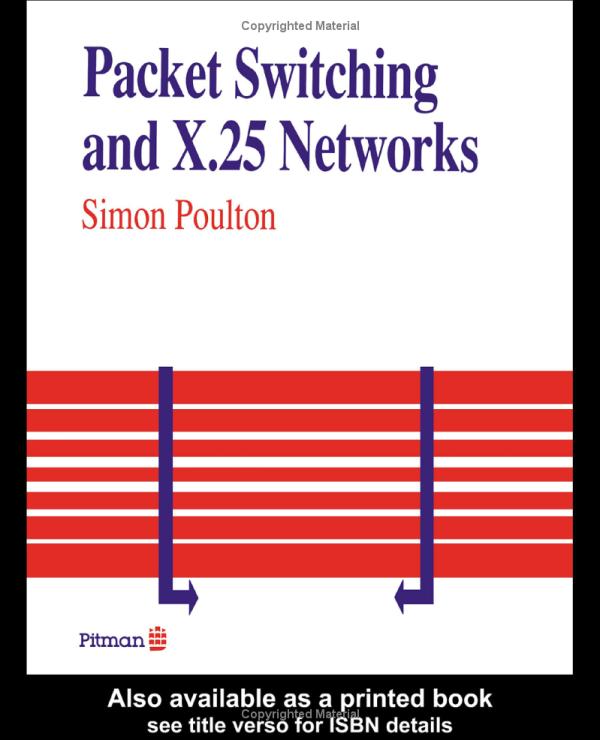 Copyrighted Material
Packet Switching
and X.25 Networks
Simon Poulton
Pitman
Also available as a printed book
see title verso for ISBN details
Copyrighted Material